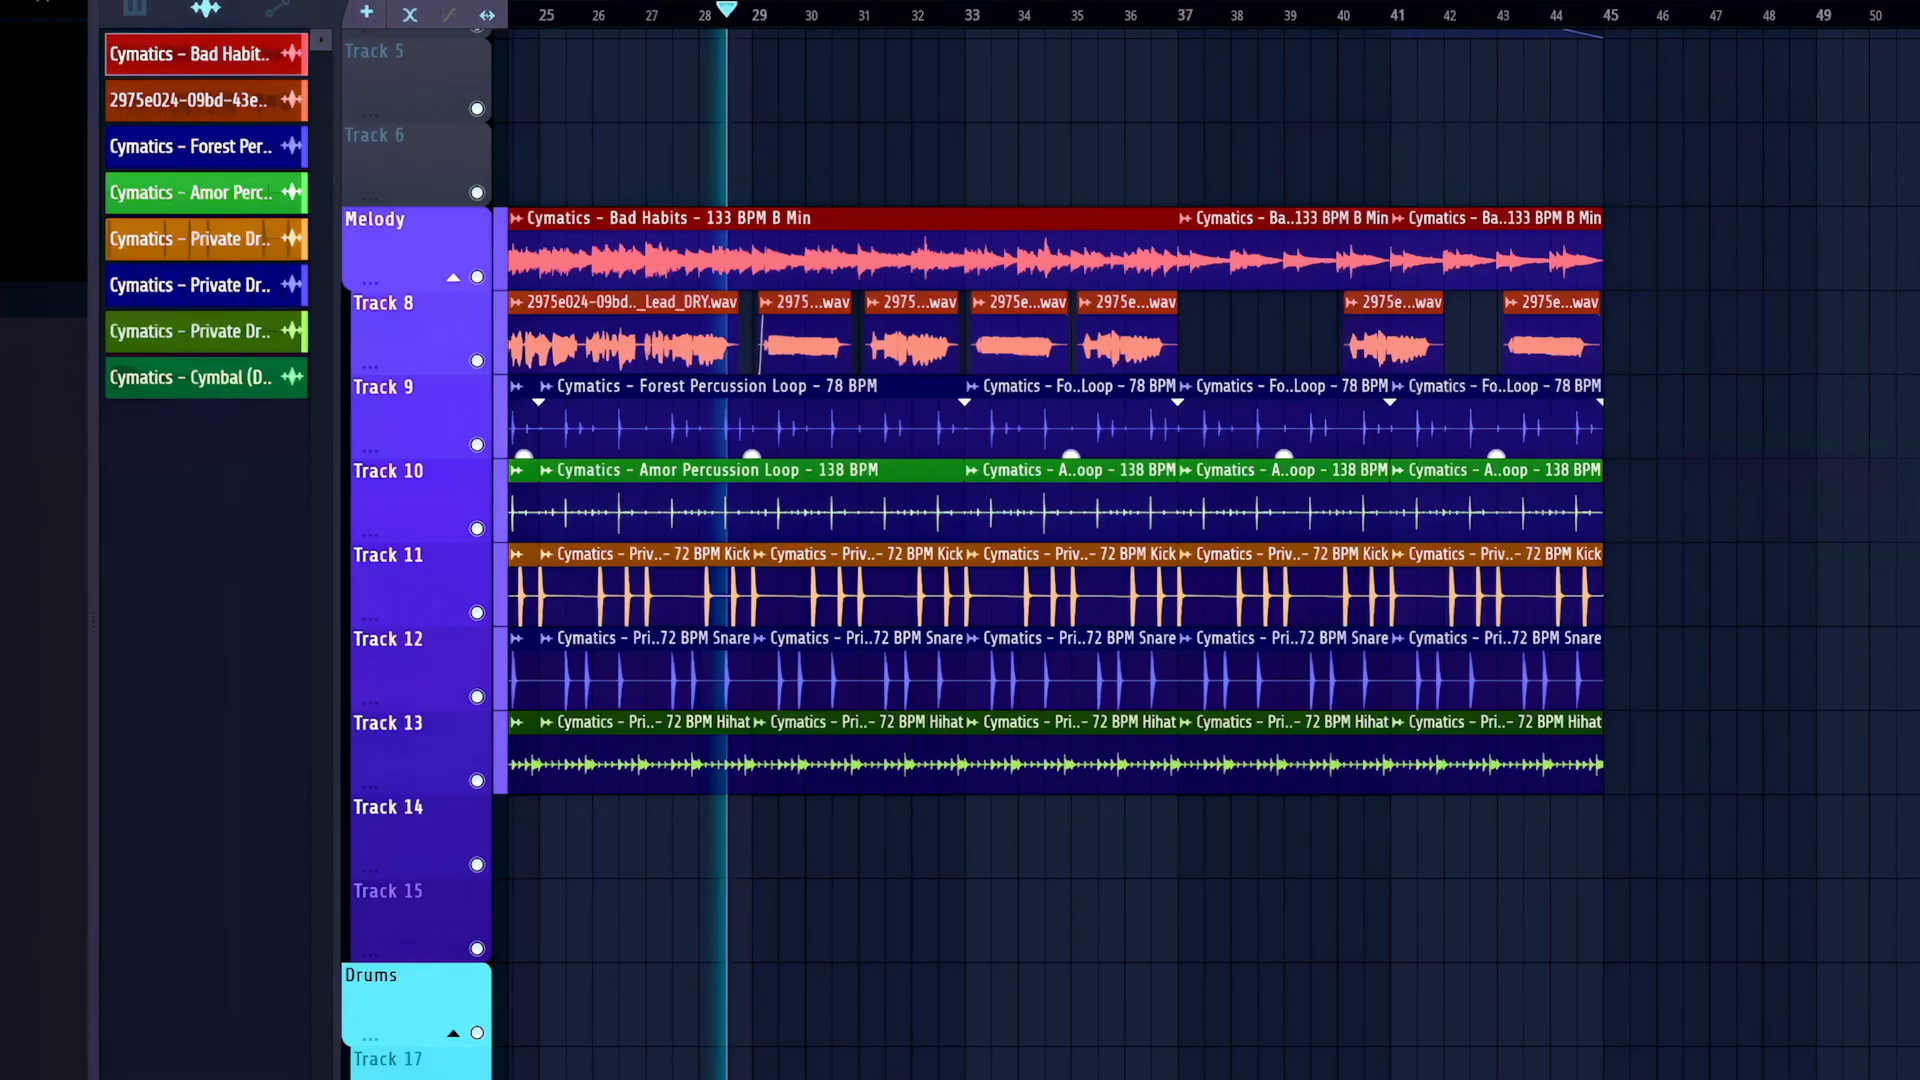 25 26 27 28 29 30 31 32 33 34 35 36 37 38 39 40 41 42 43 44 45 46 47 48 49 50
Cymatics - Bad Habit..
2975e024-09bd-43e..
Cymatics - Forest Per..
Cymatics - Amor Perc..
Cymatics - Private Dr..
Cymatics - Private Dr..
Cymatics - Private Dr..
Cymatics - Cymbal (D..
Track 5
Track 6
Melody
Cymatics - Bad Habits - 133 BPM B Min
Cymatics - Ba..133 BPM B Min
Cymatics - Ba..133 BPM B Min
Track 8
2975e024-09bd.._Lead_DRY.wav
2975...wav
2975...wav
2975e...wav
2975e...wav
2975e...wav
2975e...wav
Track 9
Cymatics - Forest Percussion Loop - 78 BPM
Cymatics - Fo..Loop - 78 BPM
Cymatics - Fo..Loop - 78 BPM
Cymatics - Fo..Loop - 78 BPM
Track 10
Cymatics - Amor Percussion Loop - 138 BPM
Cymatics - A..oop - 138 BPM
Cymatics - A..oop - 138 BPM
Cymatics - A..oop - 138 BPM
Track 11
Cymatics - Priv..- 72 BPM Kick
Cymatics - Priv..- 72 BPM Kick
Cymatics - Priv..- 72 BPM Kick
Cymatics - Priv..- 72 BPM Kick
Cymatics - Priv..- 72 BPM Kick
Track 12
Cymatics - Pri..72 BPM Snare
Cymatics - Pri..72 BPM Snare
Cymatics - Pri..72 BPM Snare
Cymatics - Pri..72 BPM Snare
Cymatics - Pri..72 BPM Snare
Track 13
Cymatics - Pri..- 72 BPM Hihat
Cymatics - Pri..- 72 BPM Hihat
Cymatics - Pri..- 72 BPM Hihat
Cymatics - Pri..- 72 BPM Hihat
Cymatics - Pri..- 72 BPM Hihat
Track 14
Track 15
Drums
Track 17